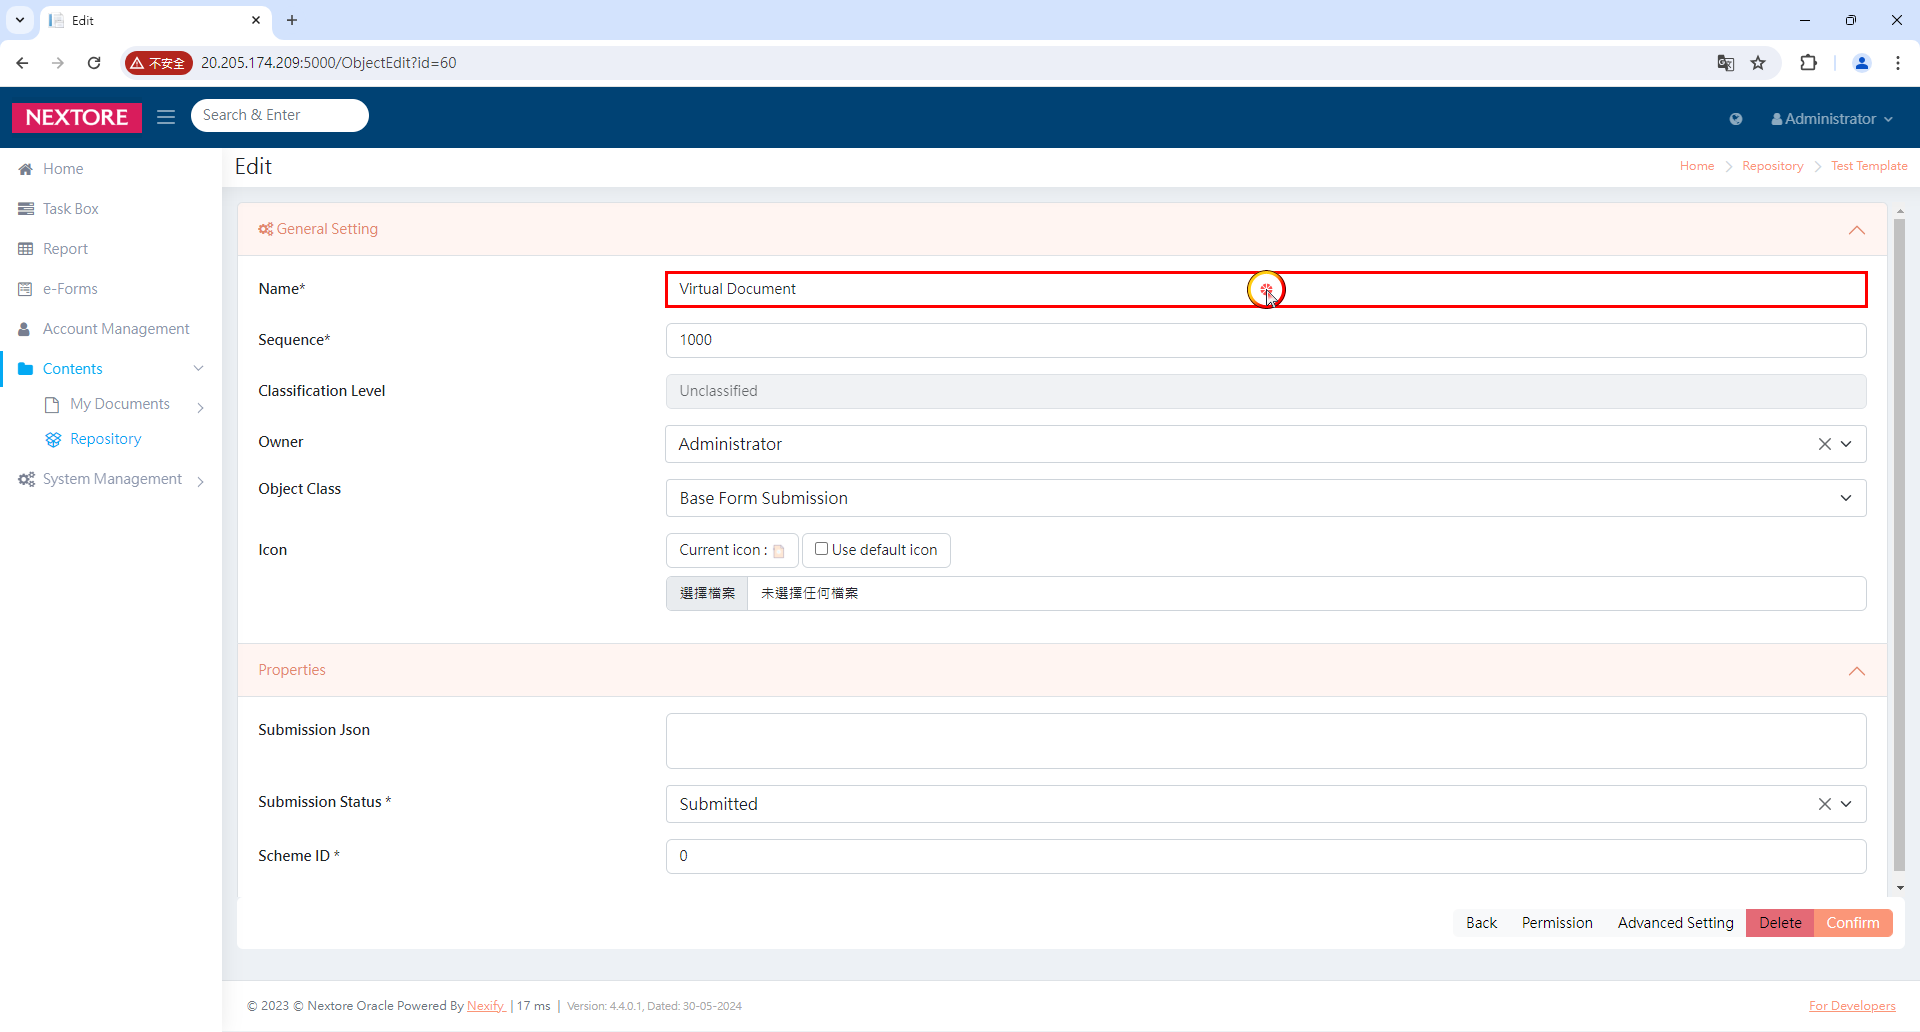 Edit
不安全
20.205.174.209:5000/ObjectEdit?id=60
NEXTORE
Search & Enter
Administrator
Home
Task Box
Report
e-Forms
Account Management
Contents
My Documents
Repository
System Management
Edit
Home
Repository
Test Template
General Setting
Name*
Virtual Document
Sequence*
1000
Classification Level
Unclassified
Owner
Administrator
Object Class
Base Form Submission
Icon
Current icon :
Use default icon
選擇檔案
未選擇任何檔案
Properties
Submission Json
Submission Status *
Submitted
Scheme ID *
0
Back
Permission
Advanced Setting
Delete
Confirm
© 2023 © Nextore Oracle Powered By Nexify | 17 ms | Version: 4.4.0.1, Dated: 30-05-2024
For Developers